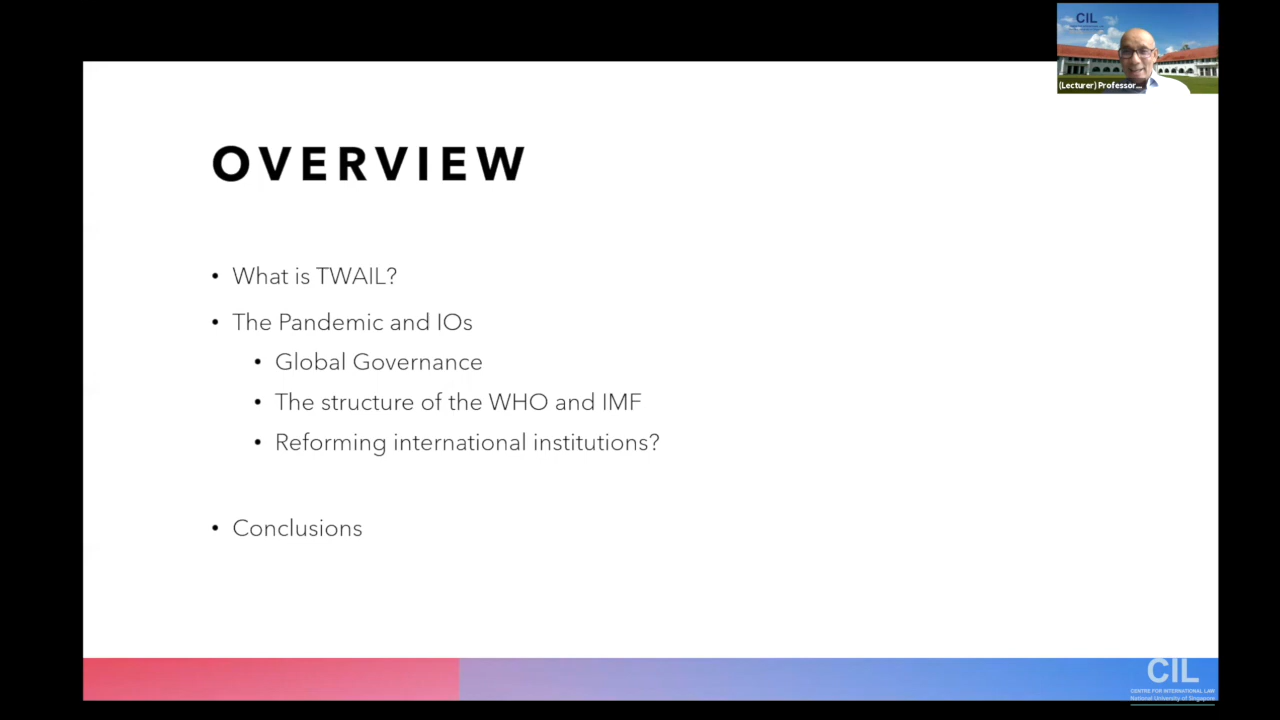 CIL
(Lecturer) Professor...
OVERVIEW
• What is TWAIL?
• The Pandemic and IOs
• Global Governance
• The structure of the WHO and IMF
• Reforming international institutions?
• Conclusions
CIL
CENTRE FOR INTERNATIONAL LAW
National University of Singapore